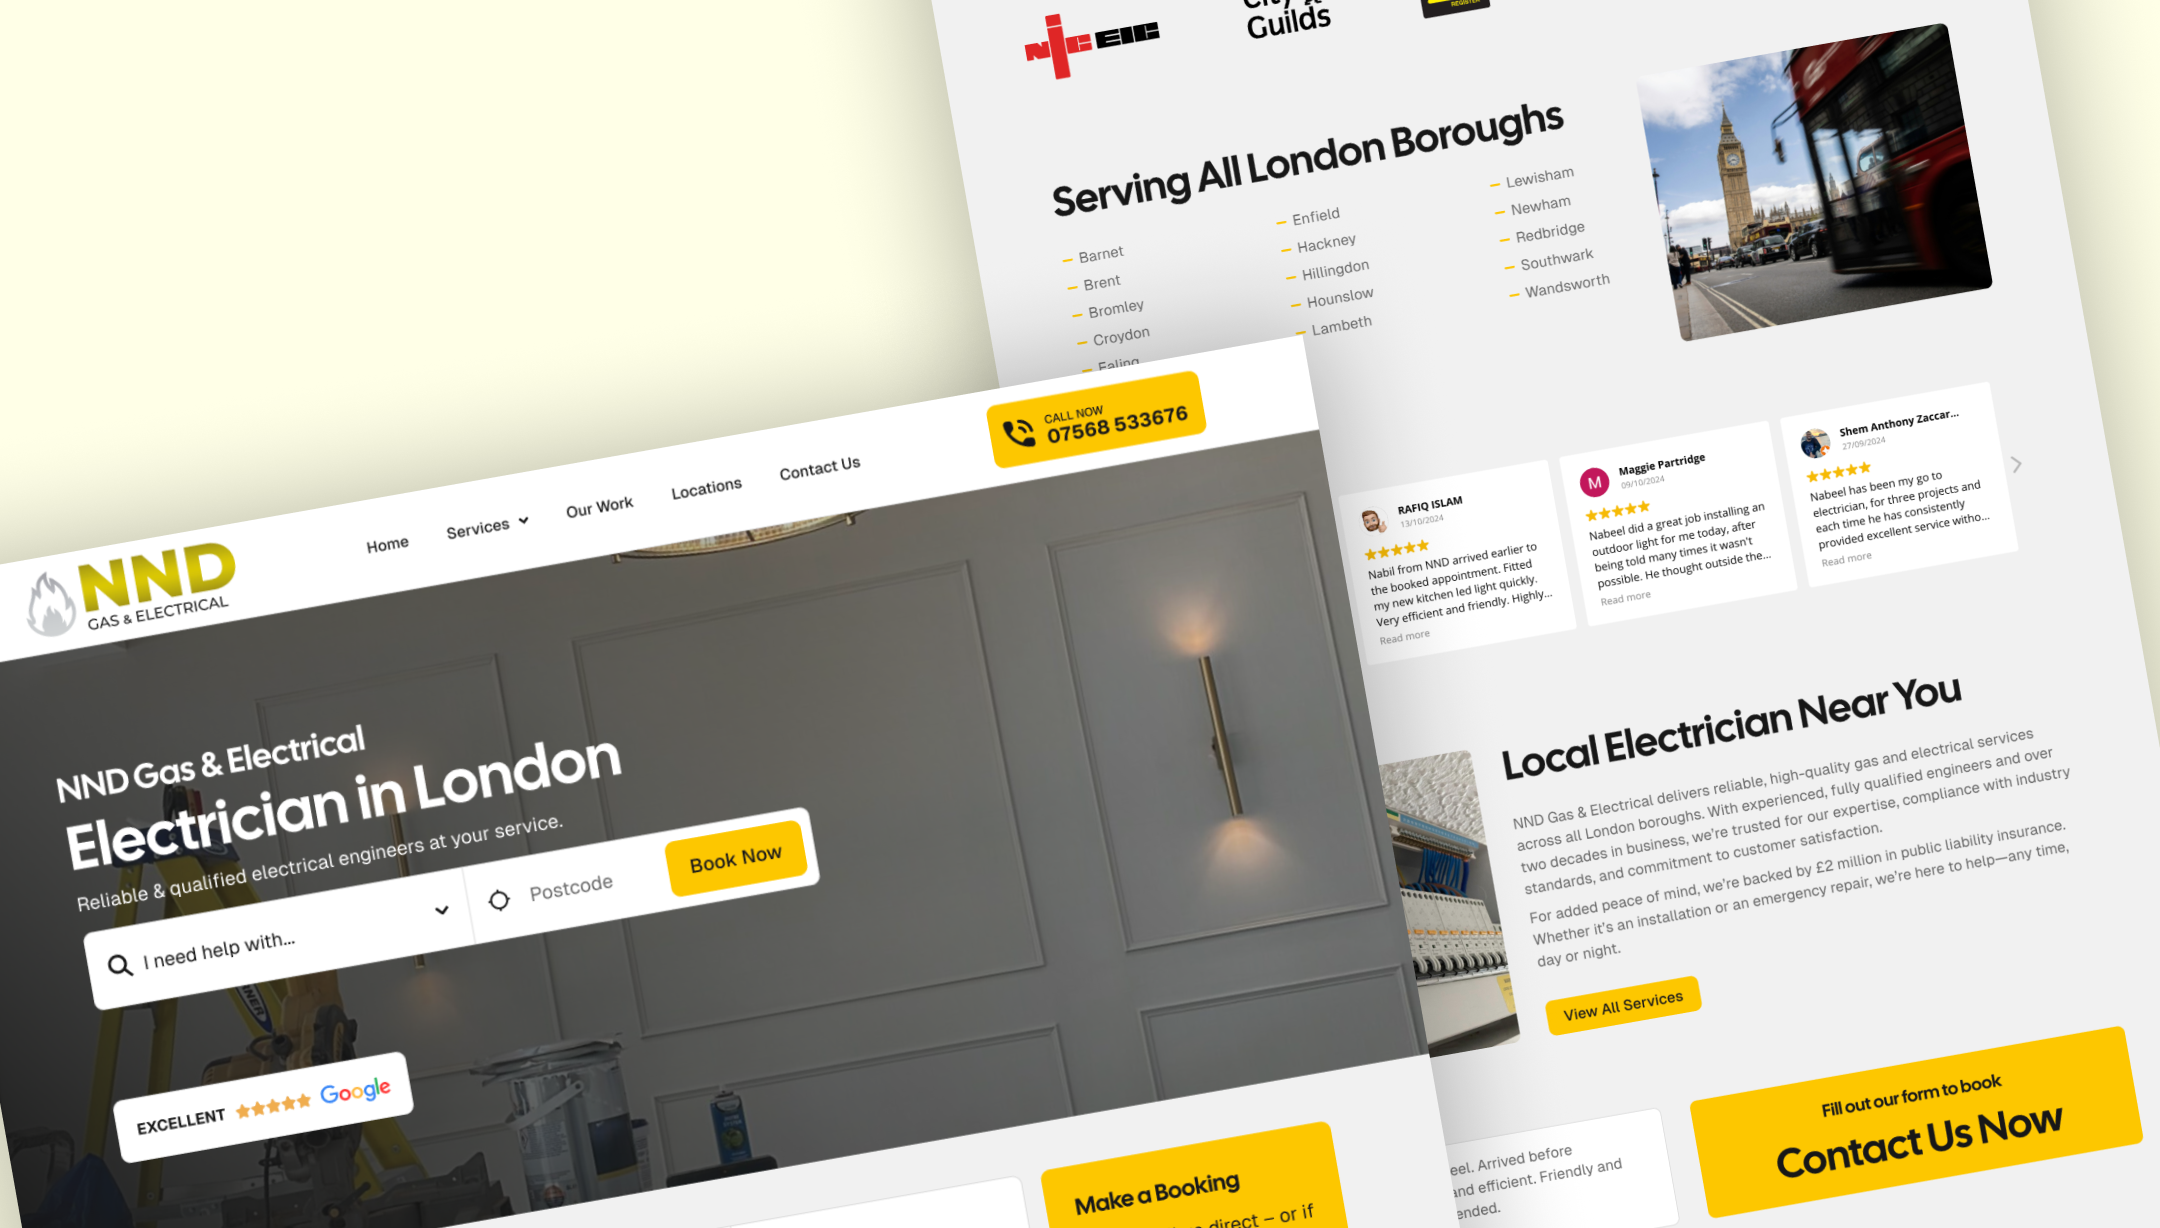 NICEIC
City &
Guilds
REGISTER
Serving All London Boroughs
Barnet
Brent
Bromley
Croydon
Ealing
Enfield
Hackney
Hillingdon
Hounslow
Lambeth
Lewisham
Newham
Redbridge
Southwark
Wandsworth
RAFIQ ISLAM
13/10/2024
Nabil from NND arrived earlier to
the booked appointment. Fitted
my new kitchen led light quickly.
Very efficient and friendly. Highly...
Read more
M
Maggie Partridge
09/10/2024
Nabeel did a great job installing an
outdoor light for me today, after
being told many times it wasn't
possible. He thought outside the...
Read more
Shem Anthony Zaccar...
27/09/2024
Nabeel has been my go to
electrician, for three projects and
each time he has consistently
provided excellent service witho...
Read more
Local Electrician Near You
NND Gas & Electrical delivers reliable, high-quality gas and electrical services
across all London boroughs. With experienced, fully qualified engineers and over
two decades in business, we're trusted for our expertise, compliance with industry
standards, and commitment to customer satisfaction.
For added peace of mind, we're backed by £2 million in public liability insurance.
Whether it's an installation or an emergency repair, we're here to help—any time,
day or night.
View All Services
eel. Arrived before
and efficient. Friendly and
ended.
Fill out our form to book
Contact Us Now
NND
GAS & ELECTRICAL
Home
Services
Our Work
Locations
Contact Us
CALL NOW
07568 533676
NND Gas & Electrical
Electrician in London
Reliable & qualified electrical engineers at your service.
I need help with...
Postcode
Book Now
EXCELLENT
Google
Make a Booking
direct – or if